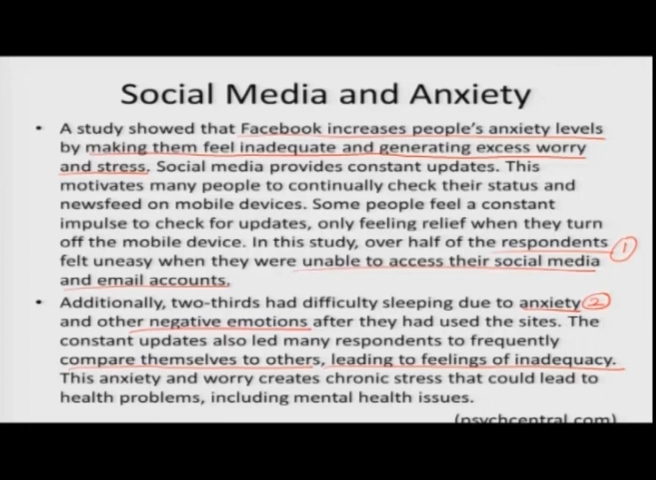 Social Media and Anxiety
• A study showed that Facebook increases people's anxiety levels
by making them feel inadequate and generating excess worry
and stress. Social media provides constant updates. This
motivates many people to continually check their status and
newsfeed on mobile devices. Some people feel a constant
impulse to check for updates, only feeling relief when they turn
off the mobile device. In this study, over half of the respondents 1
felt uneasy when they were unable to access their social media
and email accounts.
• Additionally, two-thirds had difficulty sleeping due to anxiety 2
and other negative emotions after they had used the sites. The
constant updates also led many respondents to frequently
compare themselves to others, leading to feelings of inadequacy.
This anxiety and worry creates chronic stress that could lead to
health problems, including mental health issues.
(psychcentral.com)